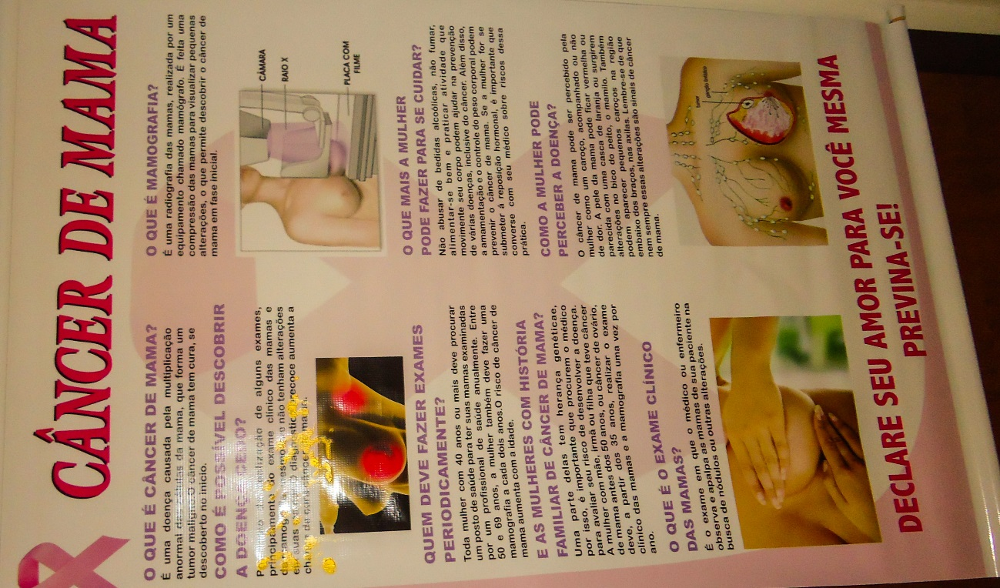 CÂNCER DE MAMA
O QUE É CÂNCER DE MAMA?
É uma doença causada pela multiplicação
anormal das células da mama, que forma um
tumor maligno. O câncer de mama tem cura, se
descoberto no início.
COMO É POSSÍVEL DESCOBRIR
A DOENÇA CEDO?
realização de alguns exames,
principalmente do exame clínico das mamas e
da mamografia, mesmo que não tenham alterações
em suas O diagnóstico precoce aumenta a
chance de cura câncer mama.
QUEM DEVE FAZER EXAMES
PERIODICAMENTE?
Toda mulher com 40 anos ou mais deve procurar
um posto de saúde para ter suas mamas examinadas
por um profissional de saúde anualmente. Entre
50 e 69 anos, a mulher também deve fazer uma
mamografia a cada dois anos.O risco de câncer de
mama aumenta com a idade.
E AS MULHERES COM HISTÓRIA
FAMILIAR DE CÂNCER DE MAMA?
Uma parte delas tem herança genéticae,
por isso, é importante que procurem o médico
para avaliar seu risco de desenvolver a doença.
A mulher com mãe, irmã ou filha que teve câncer
de mama antes dos 50 anos, ou câncer de ovário,
deve, a partir dos 35 anos, realizar o exame
clínico das mamas e a mamografia uma vez por
ano.
O QUE É O EXAME CLÍNICO
DAS MAMAS?
É o exame em que o médico ou enfermeiro
observa e apalpa as mamas de sua paciente na
busca de nódulos ou outras alterações.
O QUE É MAMOGRAFIA?
É uma radiografia das mamas, realizada por um
equipamento chamado mamógrafo. É feita uma
compressão das mamas para visualizar pequenas
alterações, o que permite descobrir o câncer de
mama em fase inicial.
CÂMARA
RAIO X
PLACA COM
FILME
O QUE MAIS A MULHER
PODE FAZER PARA SE CUIDAR?
Não abusar de bedidas alcoólicas, não fumar,
alimentar-se bem e praticar atividade que
movimente seu corpo podem ajudar na prevenção
de várias doenças, inclusive do câncer. Além disso,
a amamentação e o controle do peso corporal podem
prevenir o câncer de mama. Se a mulher for se
submeter á reposição hormonal, é importante que
converse com seu médico sobre riscos dessa
prática.
COMO A MULHER PODE
PERCEBER A DOENÇA?
O câncer de mama pode ser percebido pela
mulher como um caroço, acompanhado ou não
de dor. A pele da mama pode ficar vermelha ou
parecida com uma casca de laranja ou surgirem
alterações no bico do peito, o mamilo. Também
podem aparecer pequenos caroços na região
embaixo dos braços, nas axilas. Lembre-se de que
nem sempre essas alterações são sinais de câncer
de mama.
tumor
gânglio linfático
DECLARE SEU AMOR PARA VOCÊ MESMA
PREVINA-SE!